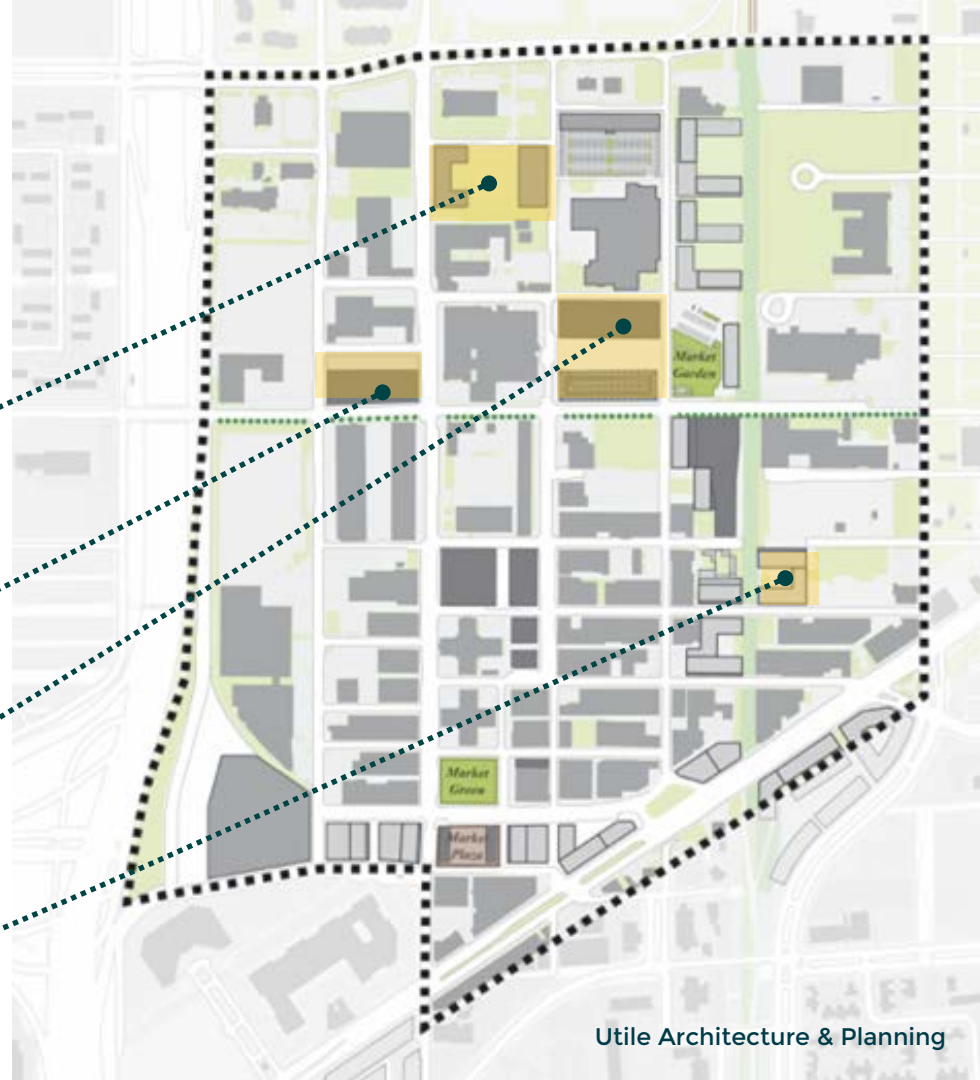 Market
Garden
Market
Green
Market
Plaza
Utile Architecture & Planning